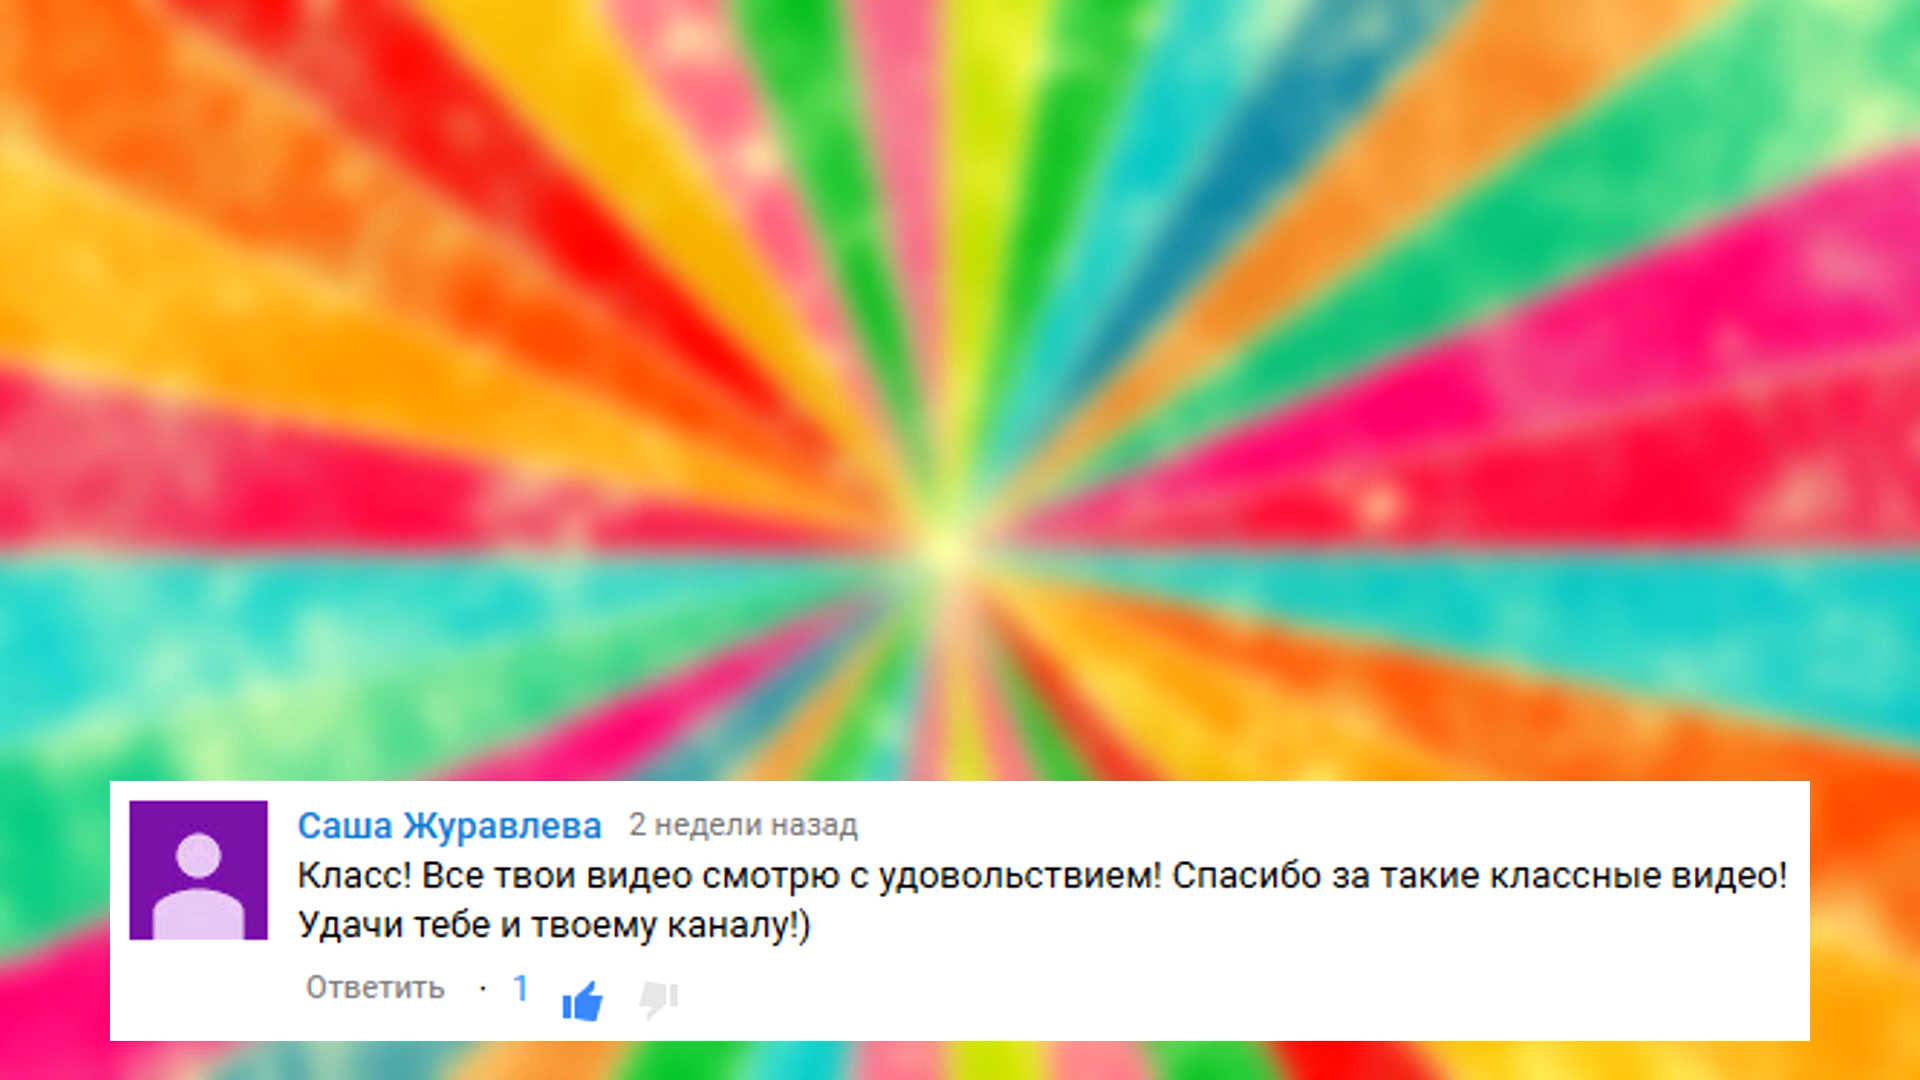 Саша Журавлева 2 недели назад
Класс! Все твои видео смотрю с удовольствием! Спасибо за такие классные видео!
Удачи тебе и твоему каналу!)
Ответить · 1